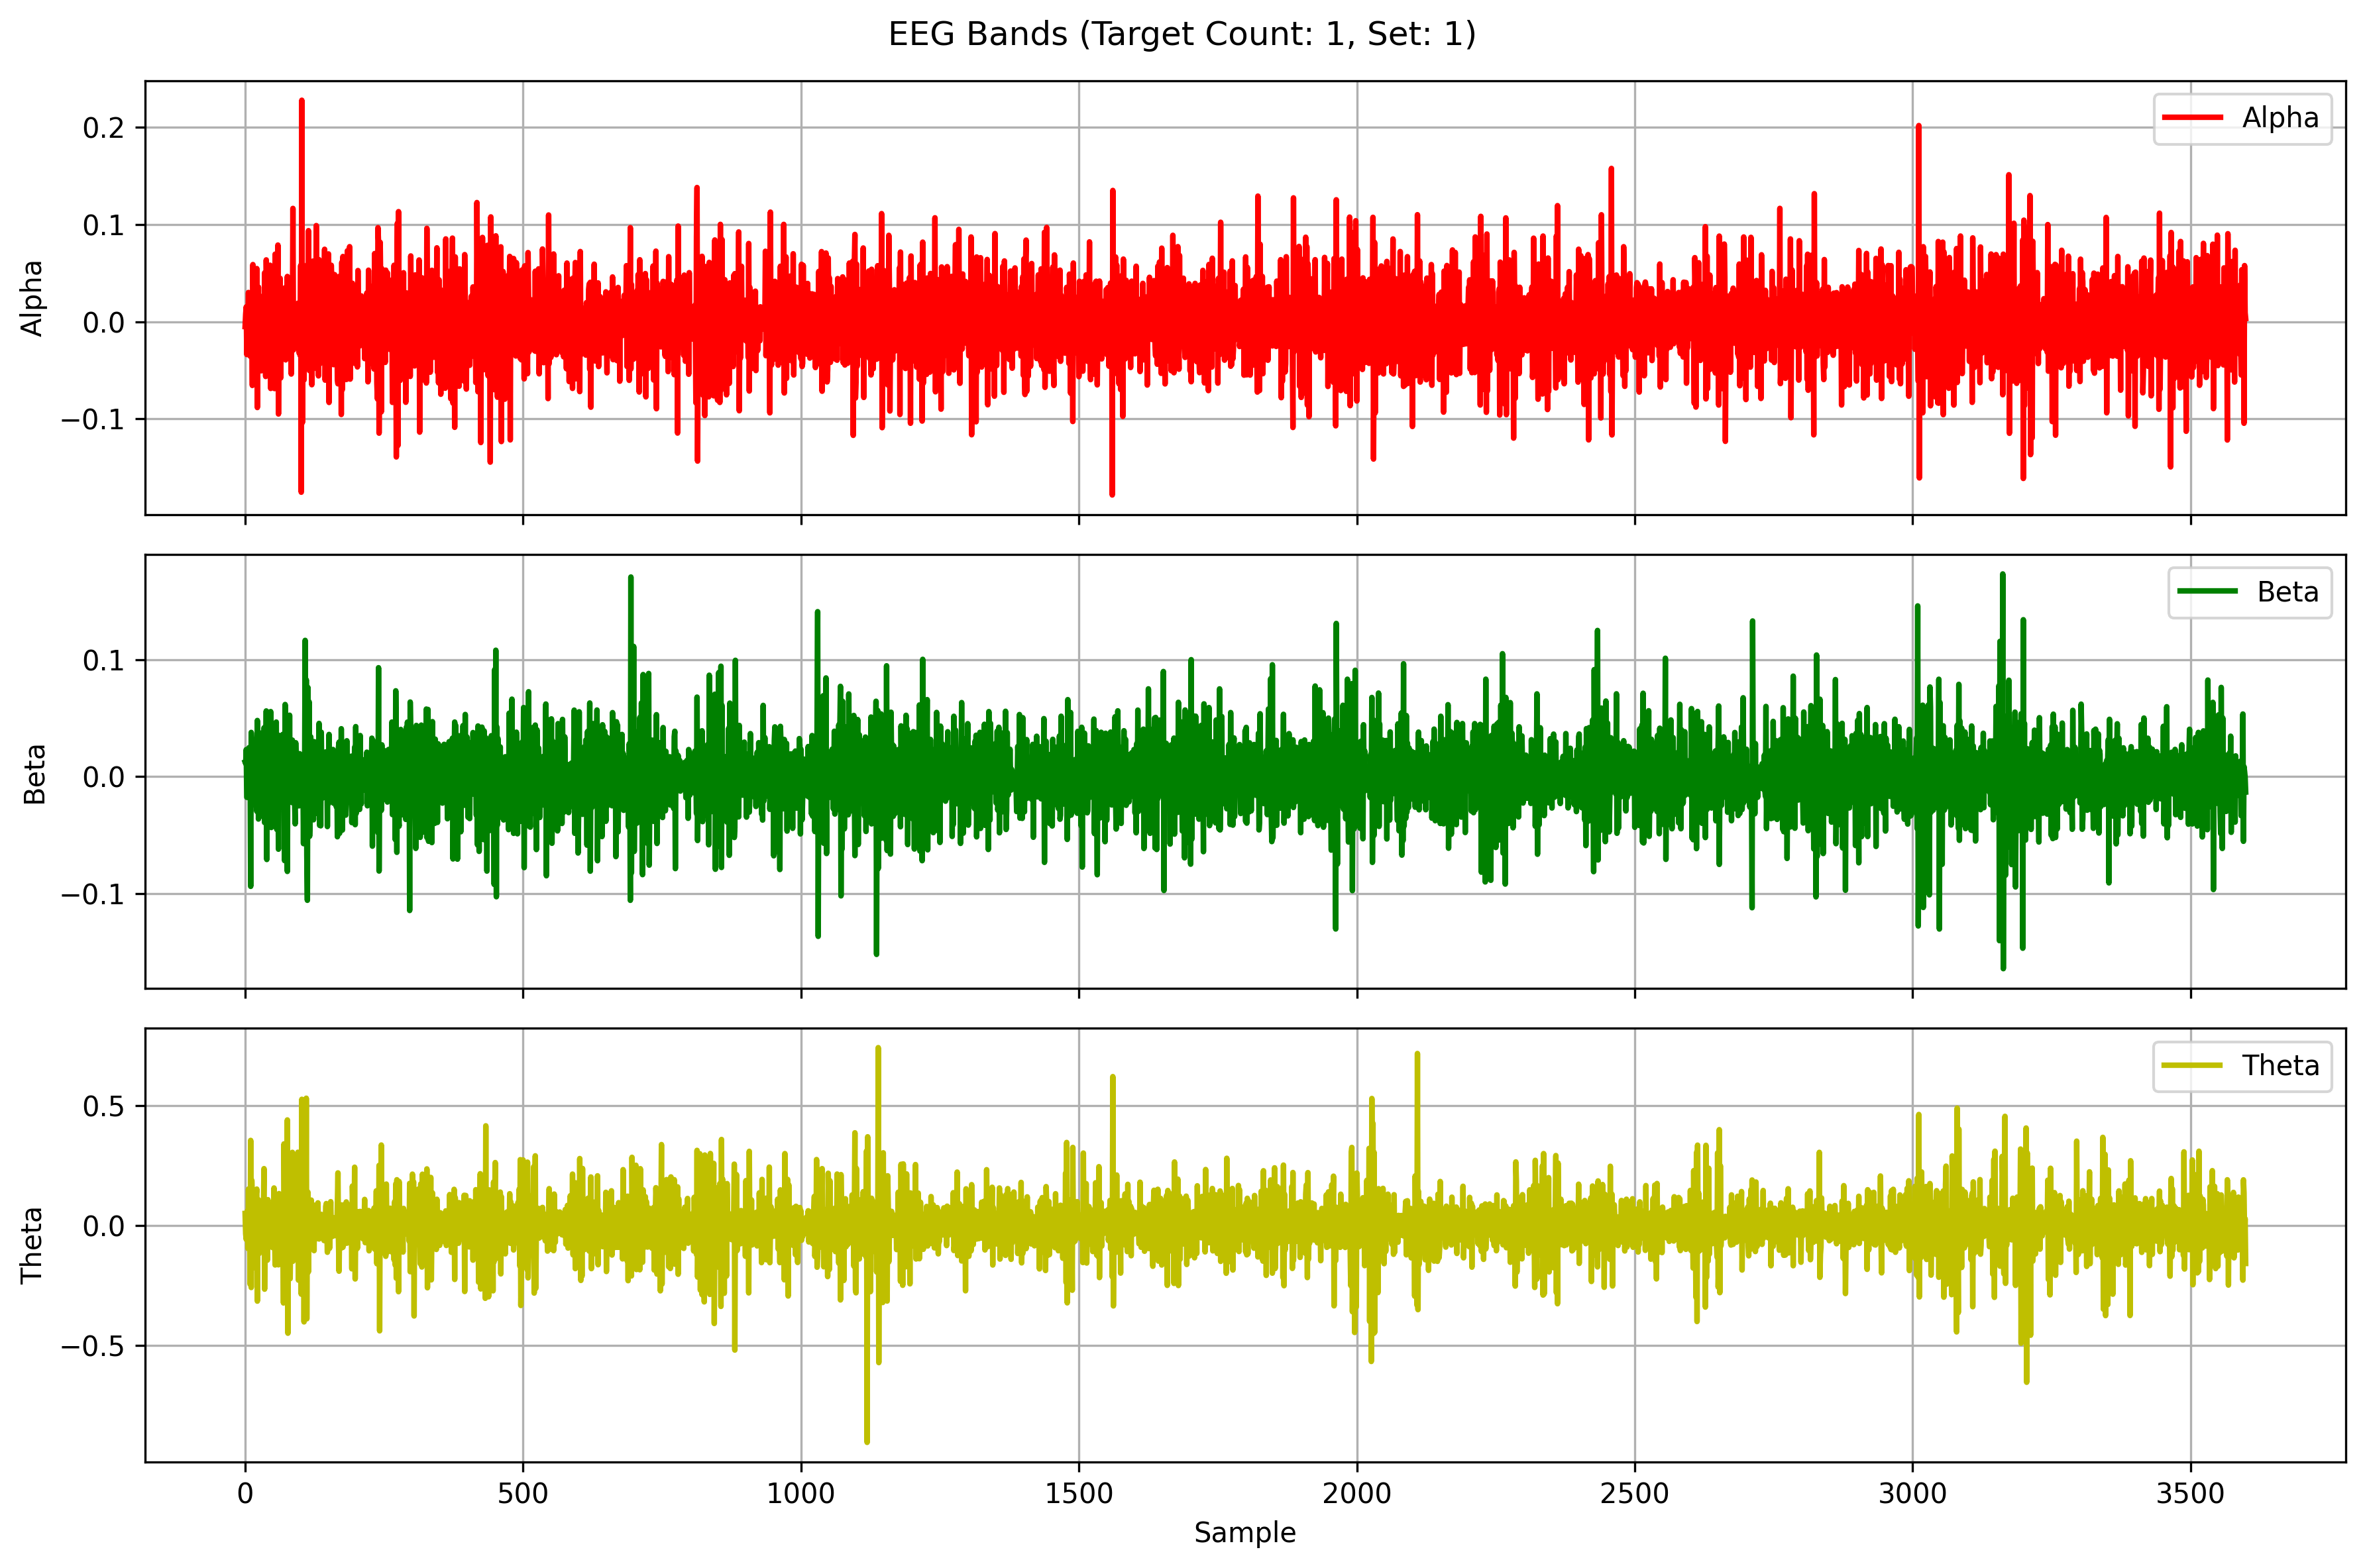 EEG Bands (Target Count: 1, Set: 1)
Alpha
0.2
0.1
0.0
−0.1
Alpha
Beta
0.1
0.0
−0.1
Beta
Theta
0.5
0.0
−0.5
Theta
0 500 1000 1500 2000 2500 3000 3500
Sample